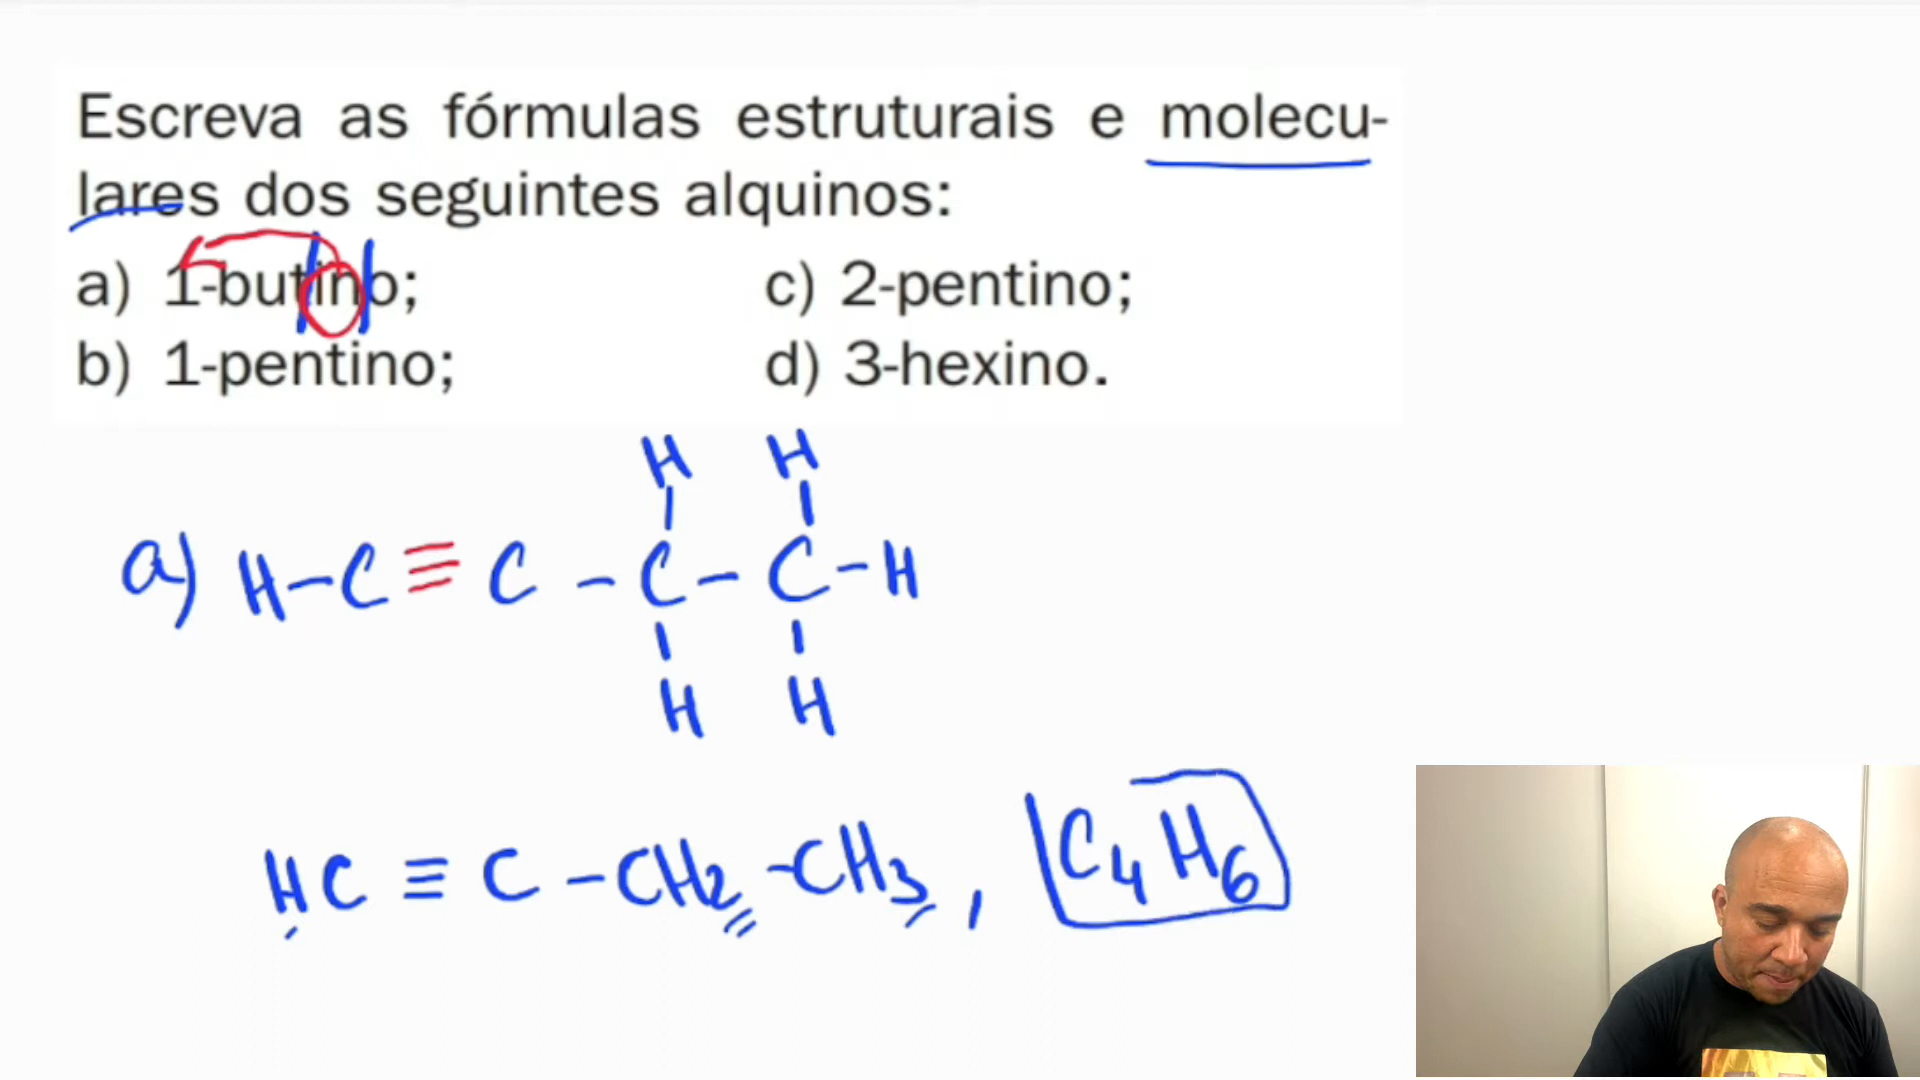 Escreva as fórmulas estruturais e molecu-
lares dos seguintes alquinos:
a) 1-butino; c) 2-pentino;
b) 1-pentino; d) 3-hexino.
H H
a) H-C≡C-C-C-H
H H
HC≡C-CH2-CH3, C4H6